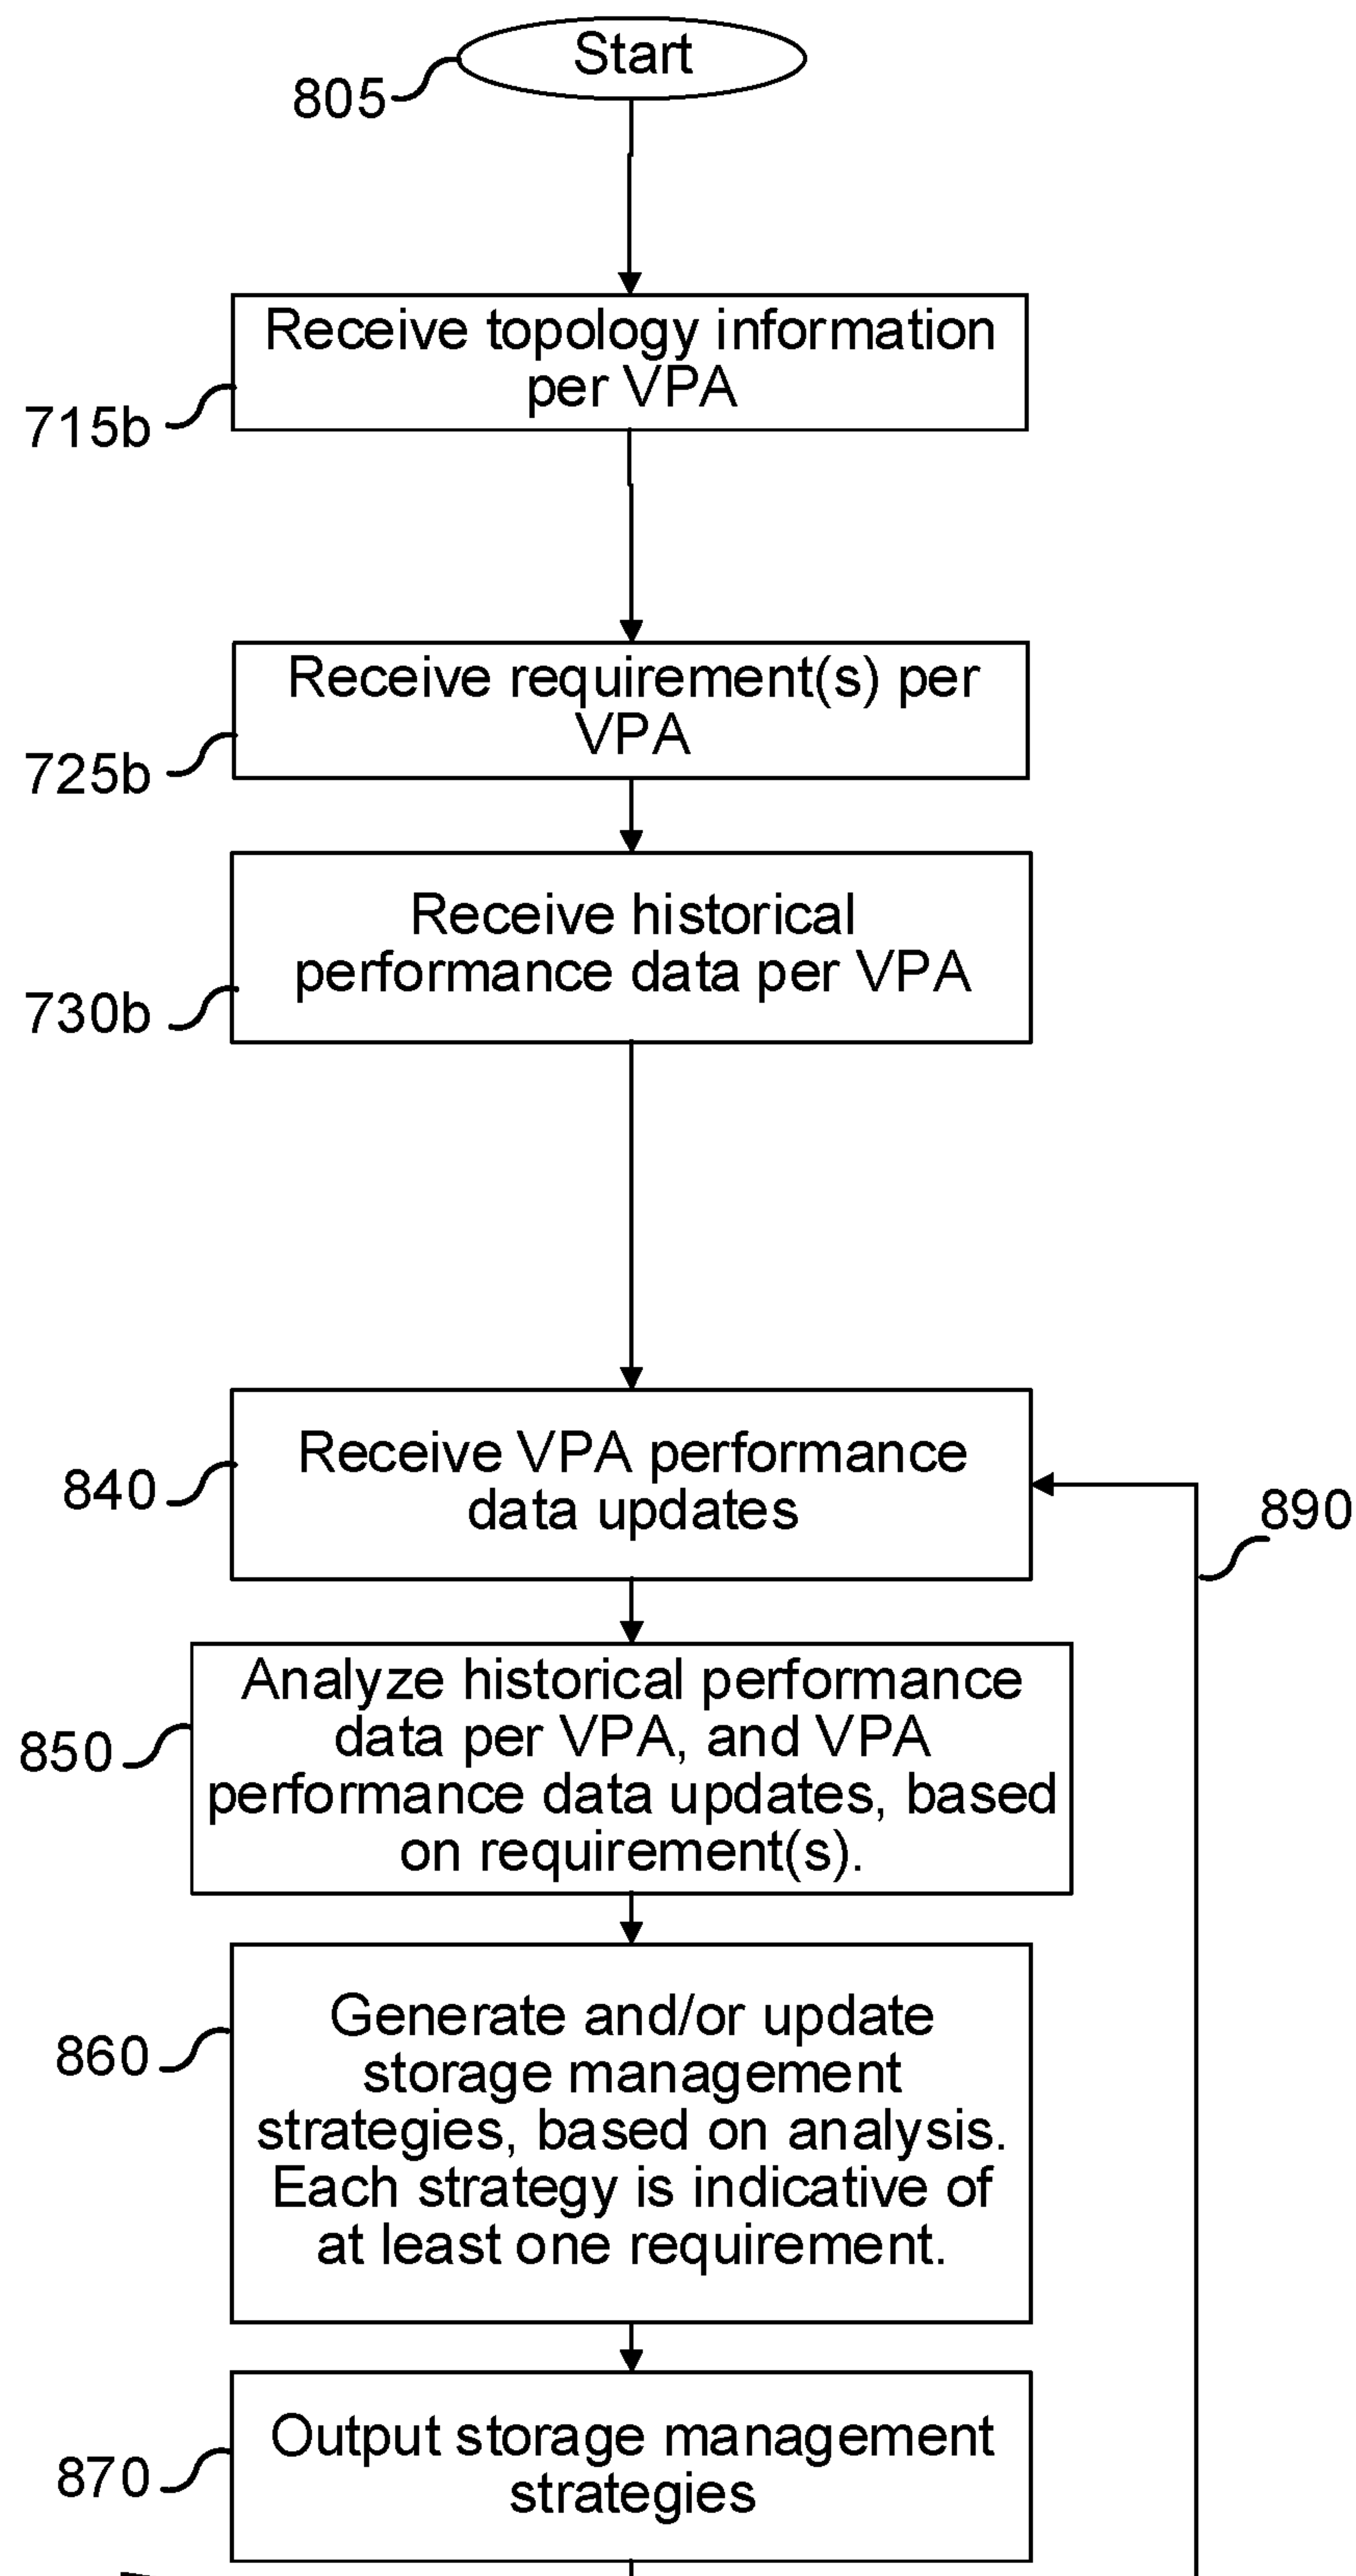 Start
805
Receive topology information
per VPA
715b
Receive requirement(s) per
VPA
725b
Receive historical
performance data per VPA
730b
Receive VPA performance
data updates
840
890
Analyze historical performance
data per VPA, and VPA
performance data updates, based
on requirement(s).
850
Generate and/or update
storage management
strategies, based on analysis.
Each strategy is indicative of
at least one requirement.
860
Output storage management
strategies
870